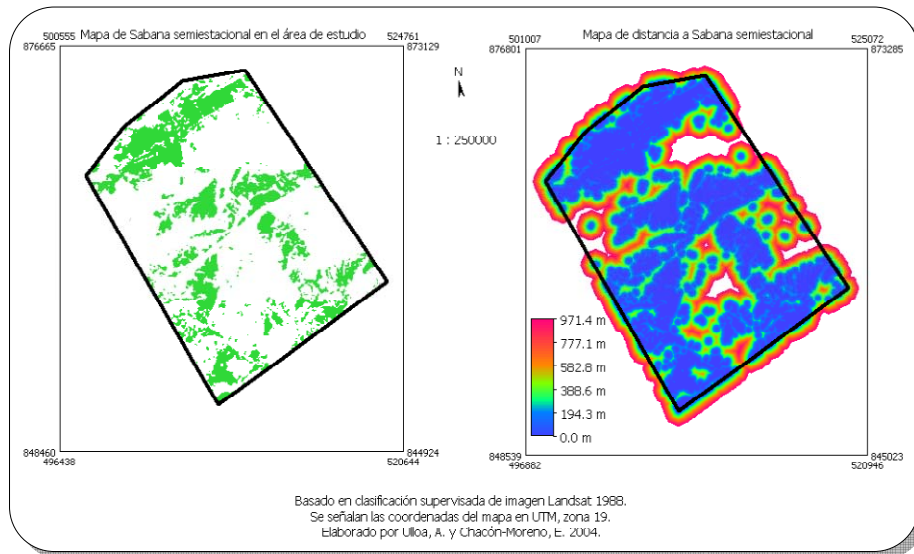 500555 Mapa de Sabana semiestacional en el área de estudio 524761
876665 873129
848460 844924
496438 520644
N
1 : 250000
501007 Mapa de distancia a Sabana semiestacional 525072
876801 873285
971.4 m
777.1 m
582.8 m
388.6 m
194.3 m
0.0 m
848539 845023
496882 520946
Basado en clasificación supervisada de imagen Landsat 1988.
Se señalan las coordenadas del mapa en UTM, zona 19.
Elaborado por Ulloa, A. y Chacón-Moreno, E. 2004.